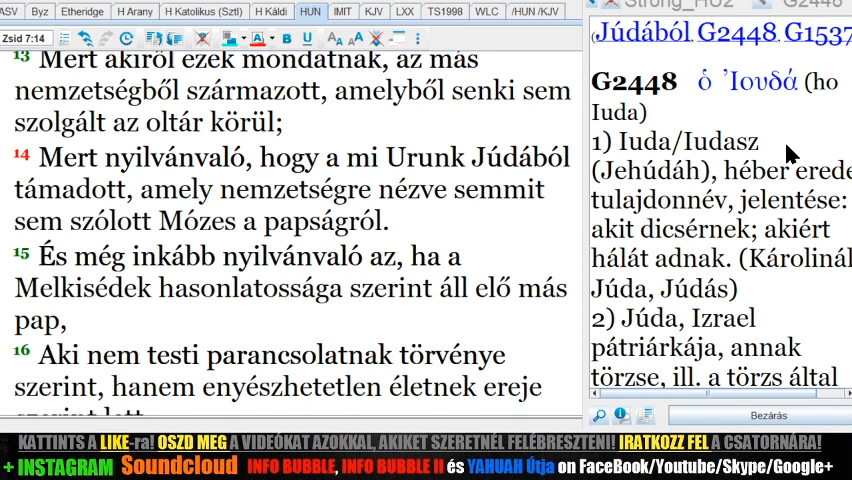 ASV Byz Etheridge H Arany H Katolikus (Sztl) H Káldi HUN IMIT KJV LXX TS1998 WLC /HUN /KJV
Zsid 7:14
13 Mert akiről ezek mondatnak, az más
nemzetségből származott, amelyből senki sem
szolgált az oltár körül;
14 Mert nyilvánvaló, hogy a mi Urunk Júdából
támadott, amely nemzetségre nézve semmit
sem szólott Mózes a papságról.
15 És még inkább nyilvánvaló az, ha a
Melkisédek hasonlatossága szerint áll elő más
pap,
16 Aki nem testi parancsolatnak törvénye
szerint, hanem enyészhetetlen életnek ereje
szerint lett
Strong_HU2 G2448
(Júdából, G2448, G1537
G2448 ὁ Ἰουδά (ho
Iuda)
1) Iuda/Iudasz
(Jehúdáh), héber erede
tulajdonnév, jelentése:
akit dicsérnek; akiért
hálát adnak. (Károlinál
Júda, Júdás)
2) Júda, Izrael
pátriárkája, annak
törzse, ill. a törzs által
Bezárás
KATTINTS A LIKE-ra! OSZD MEG A VIDEÓKAT AZOKKAL, AKIKET SZERETNÉL FELÉBRESZTENI! IRATKOZZ FEL A CSATORNÁRA!
+ INSTAGRAM Soundcloud INFO BUBBLE, INFO BUBBLE II és YAHUAH Útja on FaceBook/Youtube/Skype/Google+